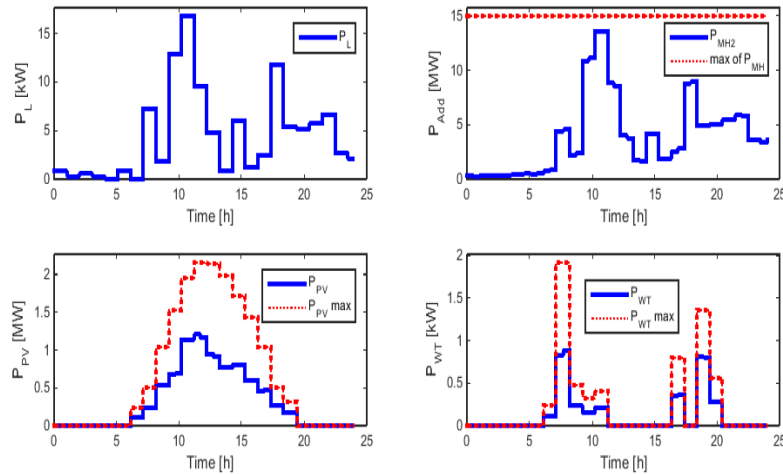 P_L
P_L [kW]
15
10
5
0
0 5 10 15 20 25
Time [h]
P_MH2
max of P_MH
P_Add [MW]
15
10
5
0
0 5 10 15 20 25
Time [h]
P_PV
P_PV max
P_PV [MW]
2
1.5
1
0.5
0
0 5 10 15 20 25
Time [h]
P_WT
P_WT max
P_WT [kW]
2
1.5
1
0.5
0
0 5 10 15 20 25
Time [h]